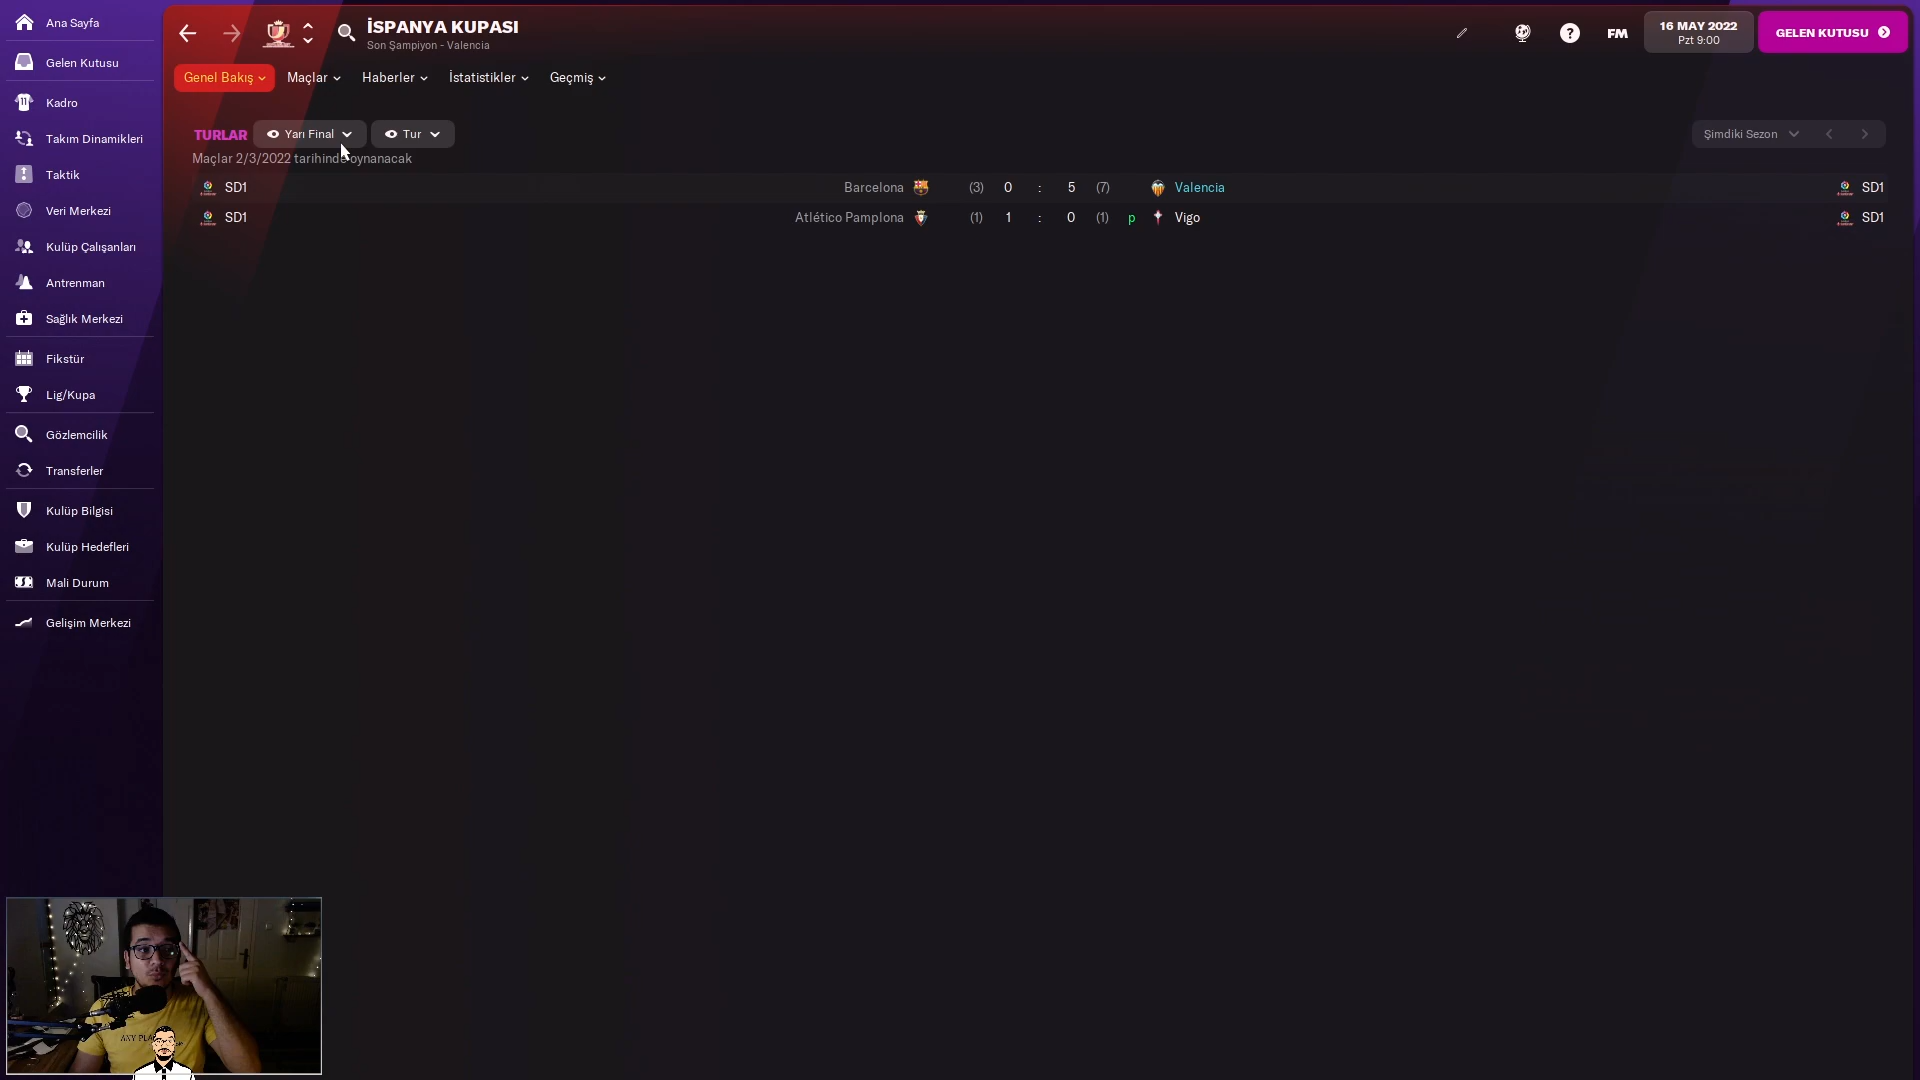 Ana Sayfa
Gelen Kutusu
Kadro
Takım Dinamikleri
Taktik
Veri Merkezi
Kulüp Çalışanları
Antrenman
Sağlık Merkezi
Fikstür
Lig/Kupa
Gözlemcilik
Transferler
Kulüp Bilgisi
Kulüp Hedefleri
Mali Durum
Gelişim Merkezi
İSPANYA KUPASI
Son Şampiyon - Valencia
FM
16 MAY 2022
Pzt 9:00
GELEN KUTUSU
Genel Bakış Maçlar Haberler İstatistikler Geçmiş
TURLAR Yarı Final Tur Şimdiki Sezon
Maçlar 2/3/2022 tarihinde oynanacak
SD1 Barcelona (3) 0 : 5 (7) Valencia SD1
SD1 Atlético Pamplona (1) 1 : 0 (1) p Vigo SD1